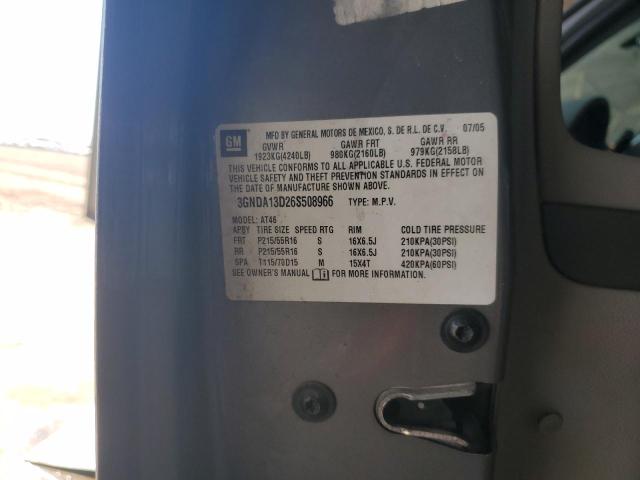 GM
MFD BY GENERAL MOTORS DE MEXICO, S. DE R.L. DE C.V. 07/05
GVWR GAWR FRT GAWR RR
1923KG(4240LB) 980KG(2160LB) 979KG(2158LB)
THIS VEHICLE CONFORMS TO ALL APPLICABLE U.S. FEDERAL MOTOR
VEHICLE SAFETY AND THEFT PREVENTION STANDARDS IN EFFECT ON
THE DATE OF MANUFACTURE SHOWN ABOVE.
3GNDA13D26S508966 TYPE: M.P.V.
MODEL: AT46
APBY TIRE SIZE SPEED RTG RIM COLD TIRE PRESSURE
FRT P215/55R16 S 16X6.5J 210KPA(30PSI)
RR P215/55R16 S 16X6.5J 210KPA(30PSI)
SPA T115/70D15 M 15X4T 420KPA(60PSI)
SEE OWNER'S MANUAL FOR MORE INFORMATION.